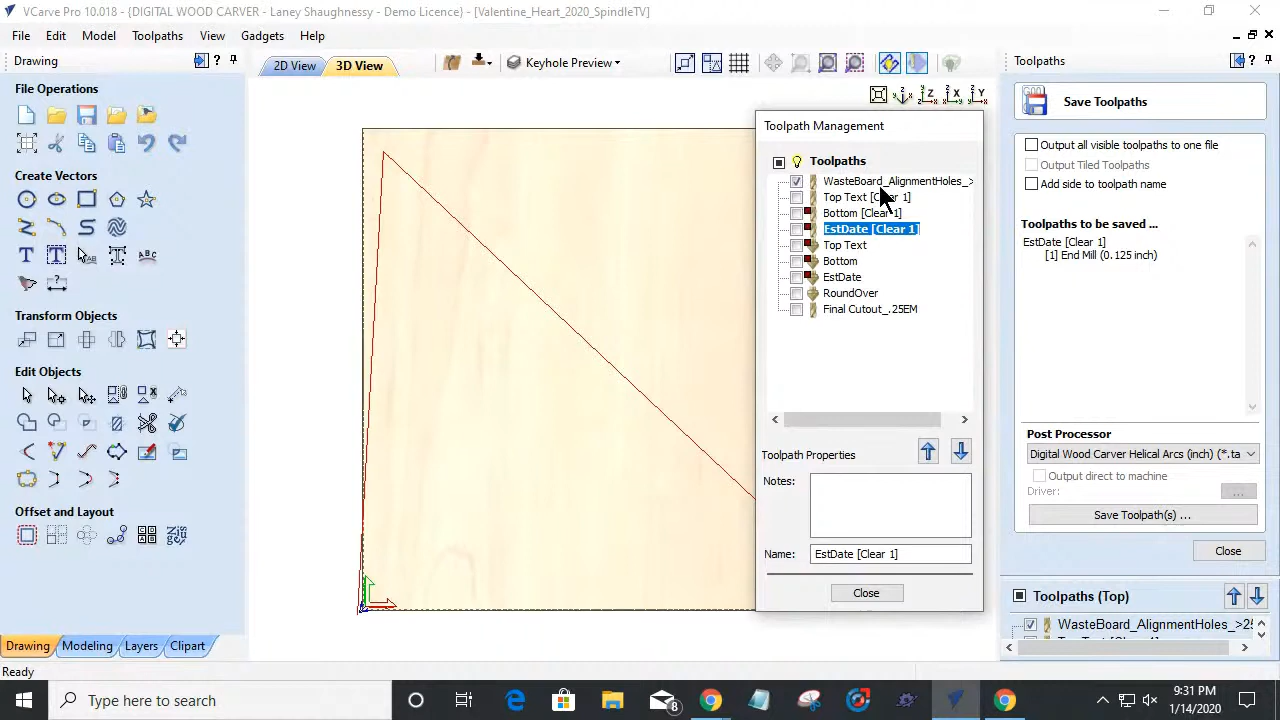 VCarve Pro 10.018 - {DIGITAL WOOD CARVER - Laney Shaughnessy - Demo Licence} - [Valentine_Heart_2020_SpindleTV]
File Edit Model Toolpaths View Gadgets Help
Drawing
2D View 3D View
Keyhole Preview
Toolpaths
File Operations
Create Vectors
Transform Objects
Edit Objects
Offset and Layout
Drawing Modeling Layers Clipart
Ready
Z X Y
Toolpath Management
Toolpaths
WasteBoard_AlignmentHoles_>
Top Text [Clear 1]
Bottom [Clear 1]
EstDate [Clear 1]
Top Text
Bottom
EstDate
RoundOver
Final Cutout_.25EM
Toolpath Properties
Notes:
Name: EstDate [Clear 1]
Close
Save Toolpaths
Output all visible toolpaths to one file
Output Tiled Toolpaths
Add side to toolpath name
Toolpaths to be saved ...
EstDate [Clear 1]
[1] End Mill (0.125 inch)
Post Processor
Digital Wood Carver Helical Arcs (inch) (*.ta
Output direct to machine
Driver: ...
Save Toolpath(s) ...
Close
Toolpaths (Top)
WasteBoard_AlignmentHoles_>25
Type here to search
8
9:31 PM
1/14/2020